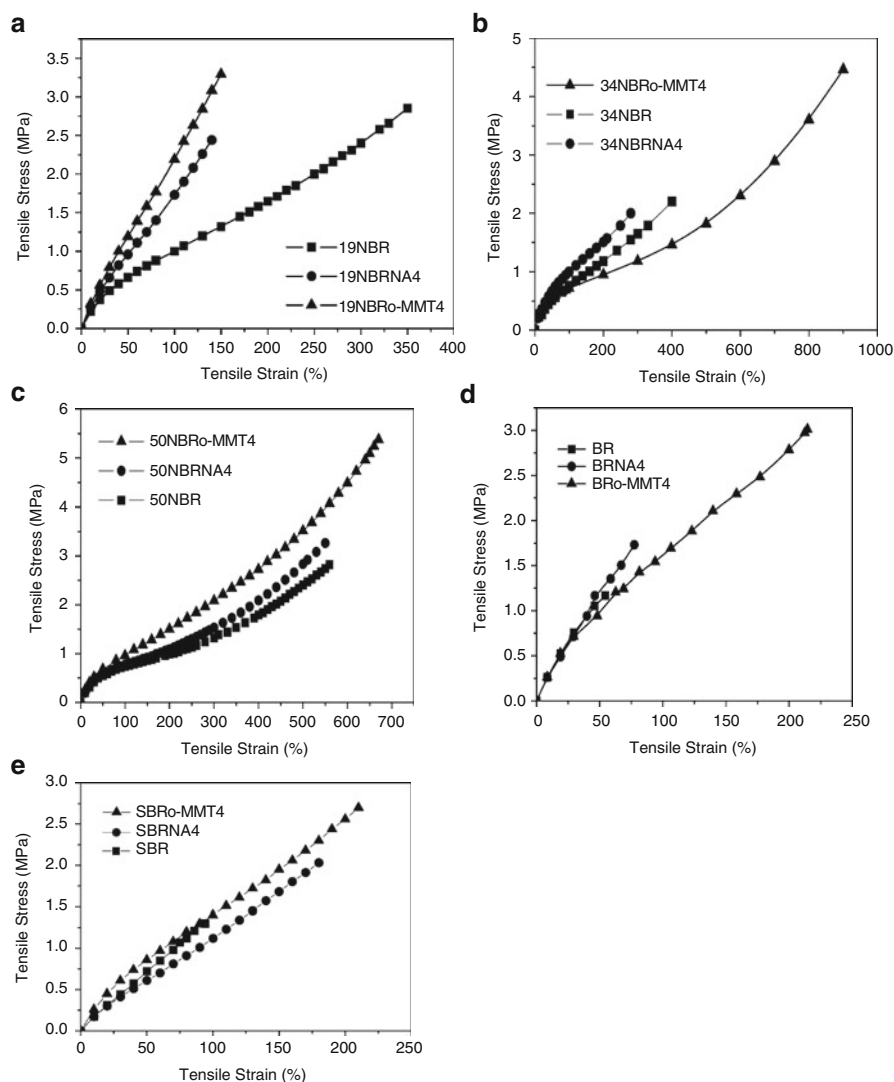 a
3.5
3.0
2.5
2.0
1.5
1.0
0.5
0.0
Tensile Stress (MPa)
19NBR
19NBRNA4
19NBRo-MMT4
0 50 100 150 200 250 300 350 400
Tensile Strain (%)
b
5
4
3
2
1
0
Tensile Stress (MPa)
34NBRo-MMT4
34NBR
34NBRNA4
0 200 400 600 800 1000
Tensile Strain (%)
c
6
5
4
3
2
1
0
Tensile Stress (MPa)
50NBRo-MMT4
50NBRNA4
50NBR
0 100 200 300 400 500 600 700
Tensile Strain (%)
d
3.0
2.5
2.0
1.5
1.0
0.5
0.0
Tensile Stress (MPa)
BR
BRNA4
BRo-MMT4
0 50 100 150 200 250
Tensile Strain (%)
e
3.0
2.5
2.0
1.5
1.0
0.5
0.0
Tensile Stress (MPa)
SBRo-MMT4
SBRNA4
SBR
0 50 100 150 200 250
Tensile Strain (%)